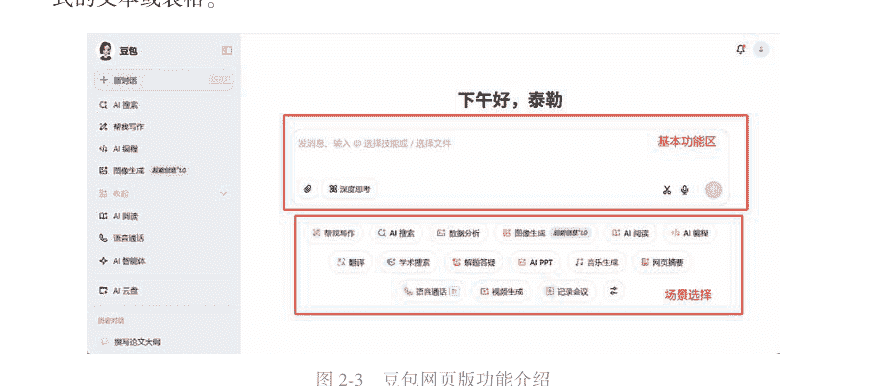 式的文本或表格。
豆包
新对话
AI 搜索
帮我写作
AI 编程
图像生成
收起
AI 阅读
语音通话
AI 智能体
AI 云盘
历史对话
撰写论文大纲
下午好，泰勒
发消息、输入 @ 选择技能或 / 选择文件
基本功能区
深度思考
帮我写作 AI 搜索 数据分析 图像生成 AI 阅读 AI 编程
翻译 学术搜索 解题答疑 AI PPT 音乐生成 网页摘要
语音通话 视频生成 记录会议
场景选择
图 2-3 豆包网页版功能介绍